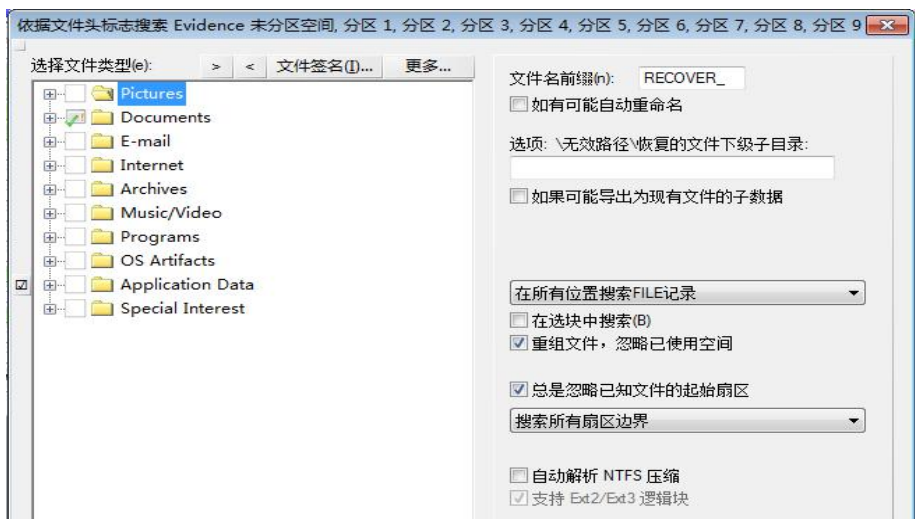 依据文件头标志搜索 Evidence 未分区空间, 分区 1, 分区 2, 分区 3, 分区 4, 分区 5, 分区 6, 分区 7, 分区 8, 分区 9
选择文件类型(e):
> < 文件签名(I)... 更多...
Pictures
Documents
E-mail
Internet
Archives
Music/Video
Programs
OS Artifacts
Application Data
Special Interest
文件名前缀(n): RECOVER_
如有可能自动重命名
选项: \无效路径\恢复的文件下级子目录:
如果可能导出为现有文件的子数据
在所有位置搜索FILE记录
在选块中搜索(B)
重组文件，忽略已使用空间
总是忽略已知文件的起始扇区
搜索所有扇区边界
自动解析 NTFS 压缩
支持 Ext2/Ext3 逻辑块